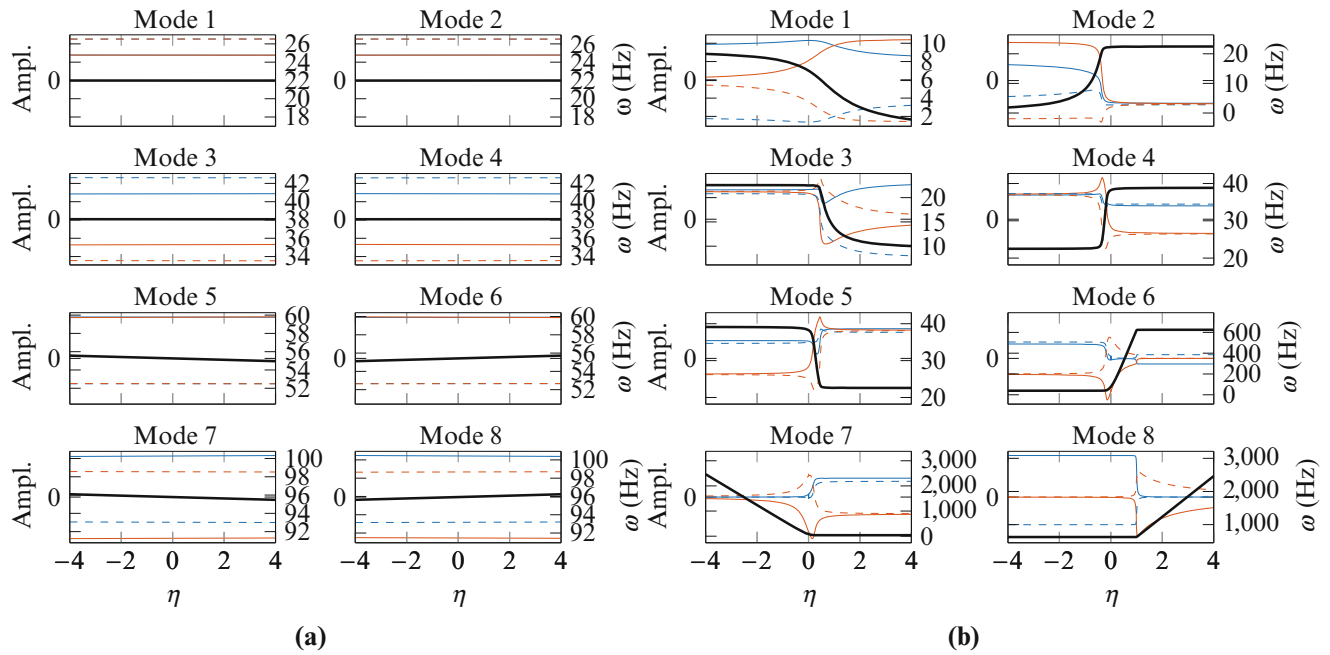 Mode 1 Mode 2 Mode 1 Mode 2
Ampl. 0 26 24 22 20 18 0 26 24 22 20 18 ω (Hz)
Ampl. 0 10 8 6 4 2 0 20 10 0 ω (Hz)
Mode 3 Mode 4 Mode 3 Mode 4
Ampl. 0 42 40 38 36 34 0 42 40 38 36 34 ω (Hz)
Ampl. 0 20 15 10 0 40 30 20 ω (Hz)
Mode 5 Mode 6 Mode 5 Mode 6
Ampl. 0 60 58 56 54 52 0 60 58 56 54 52 ω (Hz)
Ampl. 0 40 30 20 0 600 400 200 0 ω (Hz)
Mode 7 Mode 8 Mode 7 Mode 8
Ampl. 0 100 98 96 94 92 0 100 98 96 94 92 ω (Hz)
Ampl. 0 3,000 2,000 1,000 0 0 3,000 2,000 1,000 ω (Hz)
−4 −2 0 2 4 −4 −2 0 2 4 −4 −2 0 2 4 −4 −2 0 2 4
η η η η
(a) (b)